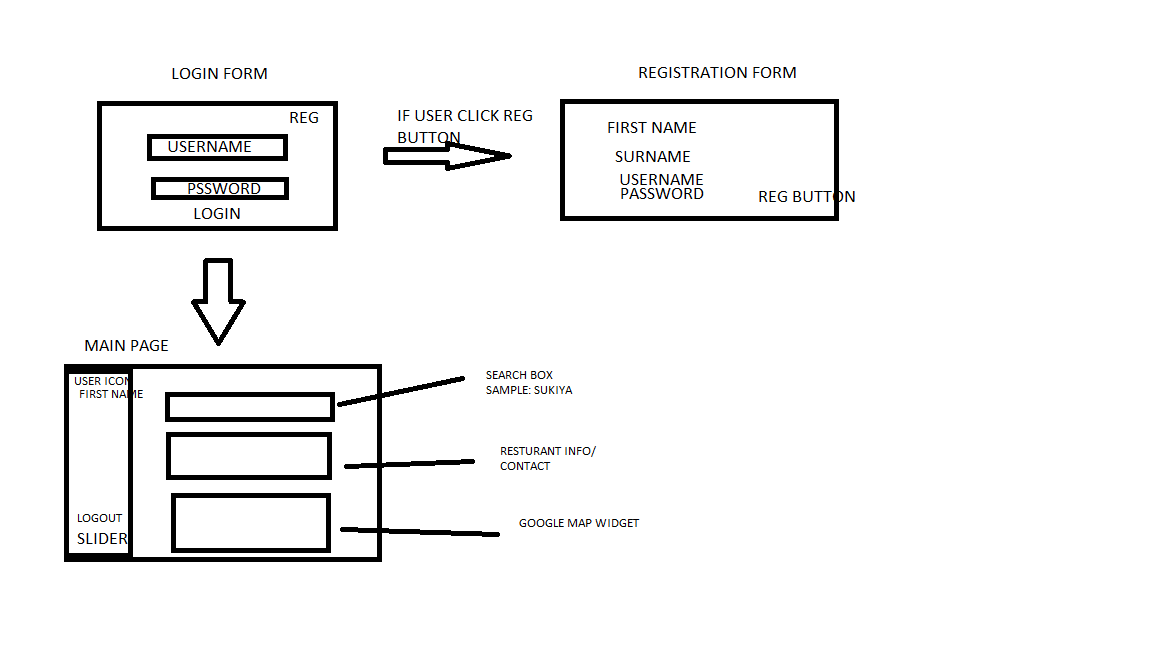 LOGIN FORM
REG
USERNAME
PSSWORD
LOGIN
IF USER CLICK REG
BUTTON
REGISTRATION FORM
FIRST NAME
SURNAME
USERNAME
PASSWORD
REG BUTTON
MAIN PAGE
USER ICON
FIRST NAME
LOGOUT
SLIDER
SEARCH BOX
SAMPLE: SUKIYA
RESTURANT INFO/
CONTACT
GOOGLE MAP WIDGET